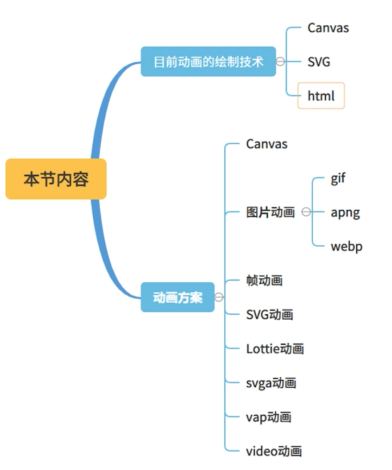 本节内容
目前动画的绘制技术
Canvas
SVG
html
动画方案
Canvas
图片动画
gif
apng
webp
帧动画
SVG动画
Lottie动画
svga动画
vap动画
video动画